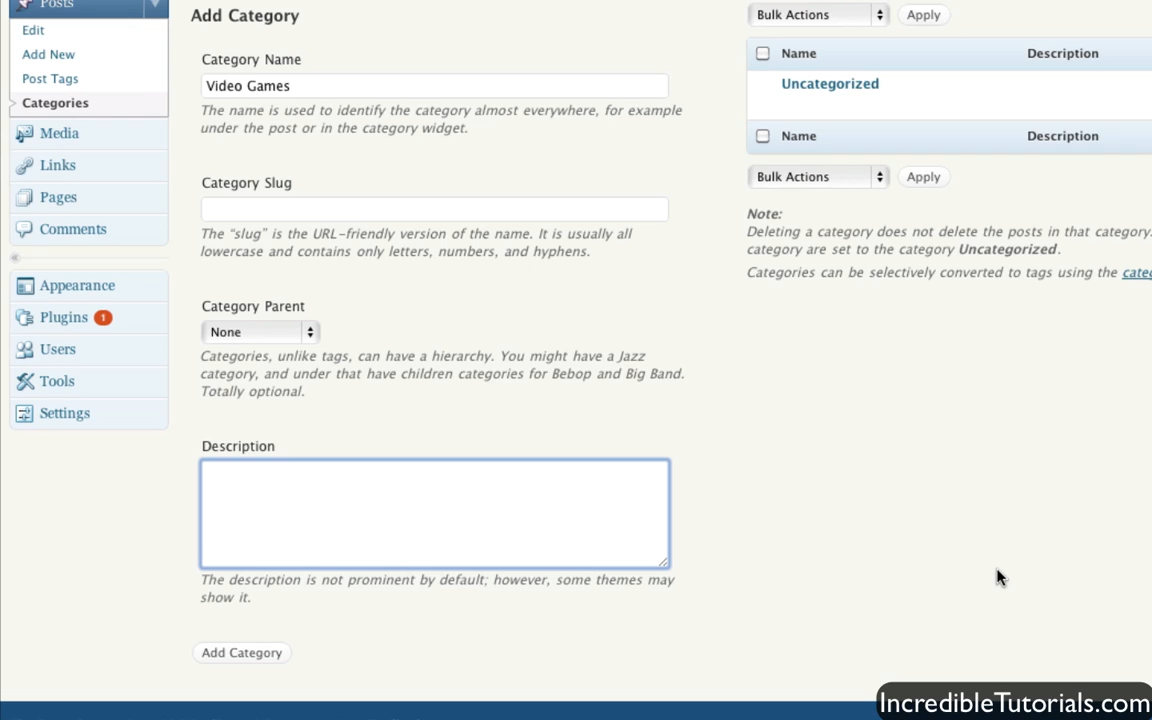 Posts
Edit
Add New
Post Tags
Categories
Media
Links
Pages
Comments
Appearance
Plugins 1
Users
Tools
Settings
Add Category
Category Name
Video Games
The name is used to identify the category almost everywhere, for example
under the post or in the category widget.
Category Slug
The “slug” is the URL-friendly version of the name. It is usually all
lowercase and contains only letters, numbers, and hyphens.
Category Parent
None
Categories, unlike tags, can have a hierarchy. You might have a Jazz
category, and under that have children categories for Bebop and Big Band.
Totally optional.
Description
The description is not prominent by default; however, some themes may
show it.
Add Category
Bulk Actions Apply
Name Description
Uncategorized
Name Description
Bulk Actions Apply
Note:
Deleting a category does not delete the posts in that category.
category are set to the category Uncategorized.
Categories can be selectively converted to tags using the
IncredibleTutorials.com